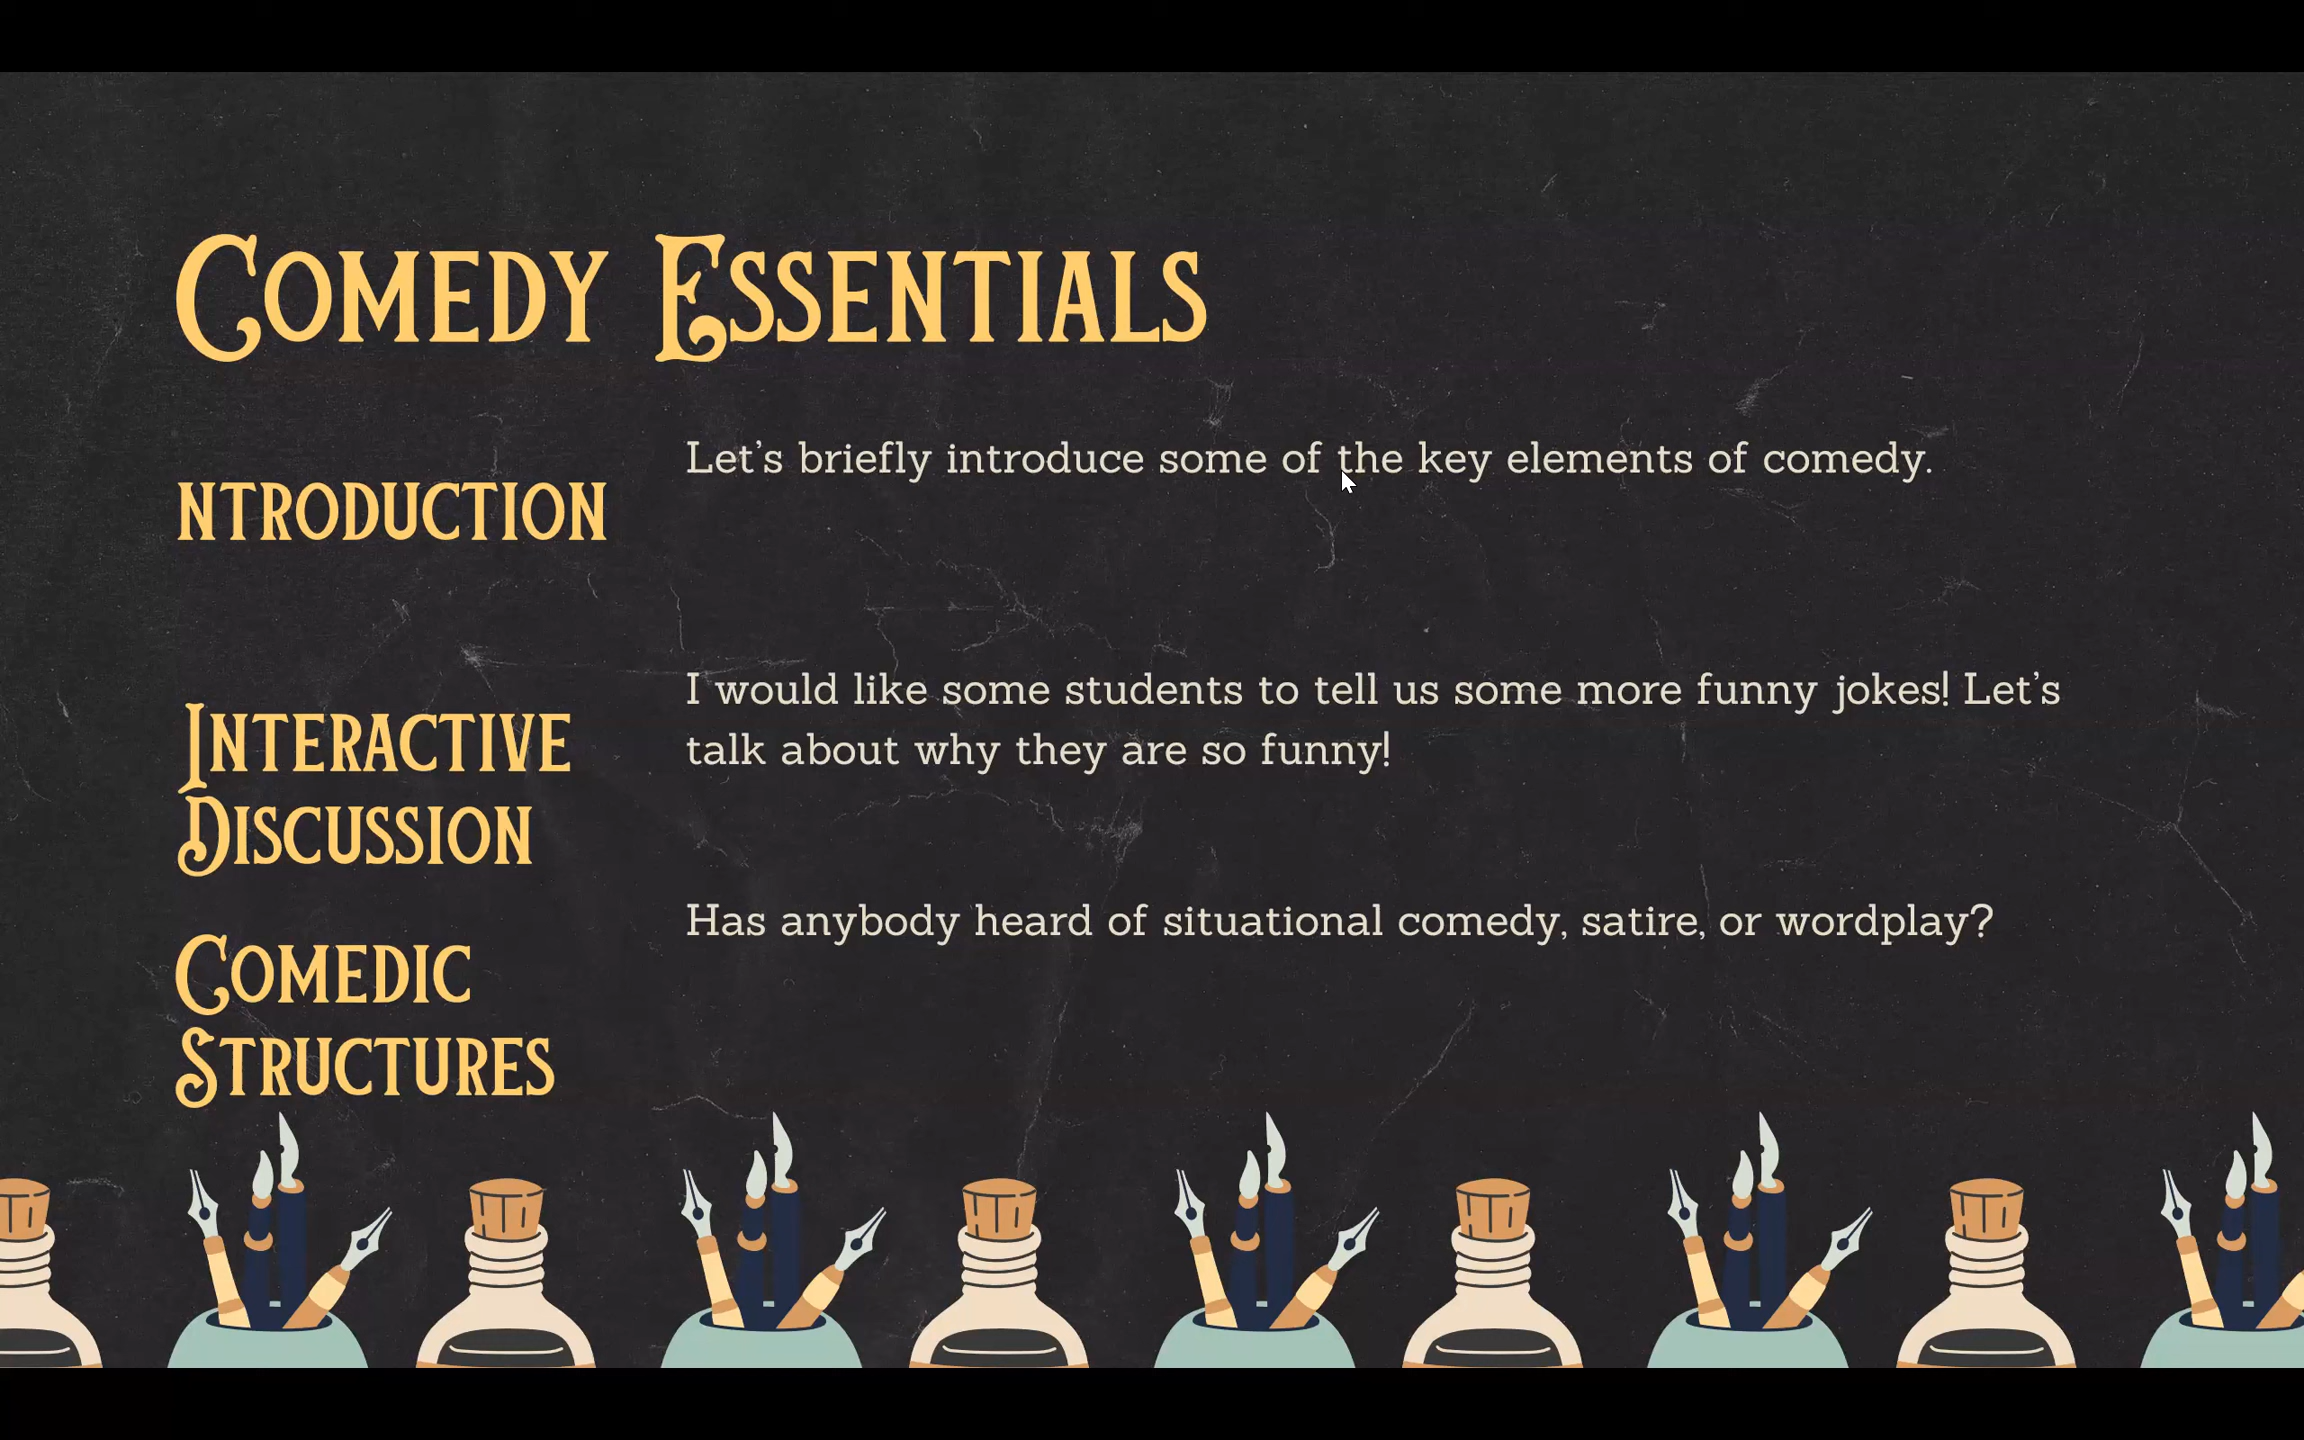 Comedy Essentials
ntroduction
Let's briefly introduce some of the key elements of comedy.
Interactive
Discussion
I would like some students to tell us some more funny jokes! Let's
talk about why they are so funny!
Comedic
Structures
Has anybody heard of situational comedy, satire, or wordplay?